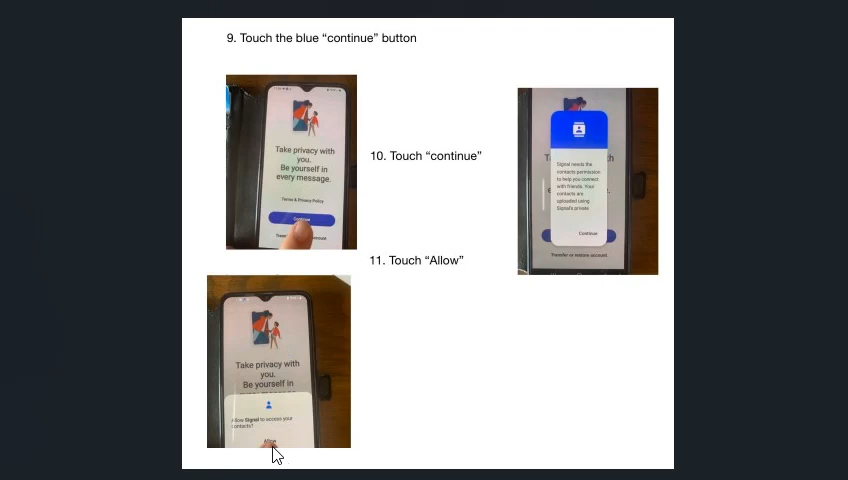 9. Touch the blue “continue” button
Take privacy with
you.
Be yourself in
every message.
Terms & Privacy Policy
Continue
10. Touch “continue”
Signal needs the
contacts permission
to help you connect
with friends. Your
contacts are
uploaded using
Signal's private
Continue
Transfer or restore account
11. Touch “Allow”
Take privacy with
you.
Be yourself in
Allow Signal to access your
contacts?
Allow